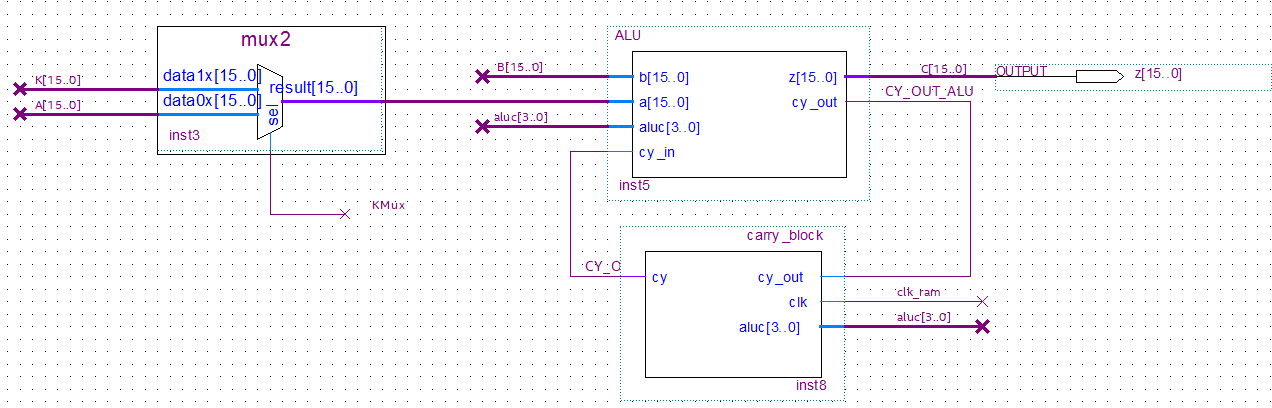 mux2
K[15..0]
data1x[15..0]
result[15..0]
A[15..0]
data0x[15..0]
sel
inst3
KMux
ALU
B[15..0]
b[15..0]
z[15..0]
C[15..0]
OUTPUT
z[15..0]
a[15..0]
cy_out
CY_OUT_ALU
aluc[3..0]
aluc[3..0]
cy_in
inst5
carry_block
CY_O
cy
cy_out
clk
clk_ram
aluc[3..0]
aluc[3..0]
inst8